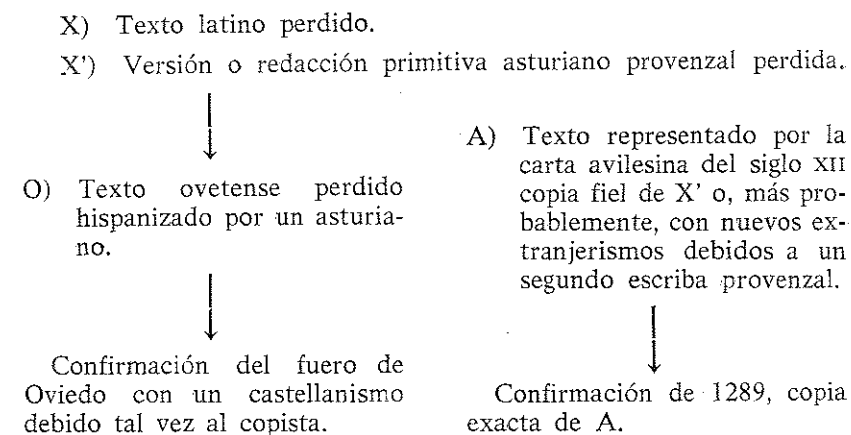 X) Texto latino perdido.
X') Versión o redacción primitiva asturiano provenzal perdida.
O) Texto ovetense perdido
hispanizado por un asturia-
no.
Confirmación del fuero de
Oviedo con un castellanismo
debido tal vez al copista.
A) Texto representado por la
carta avilesina del siglo XII
copia fiel de X' o, más pro-
bablemente, con nuevos ex-
tranjerismos debidos a un
segundo escriba provenzal.
Confirmación de 1289, copia
exacta de A.